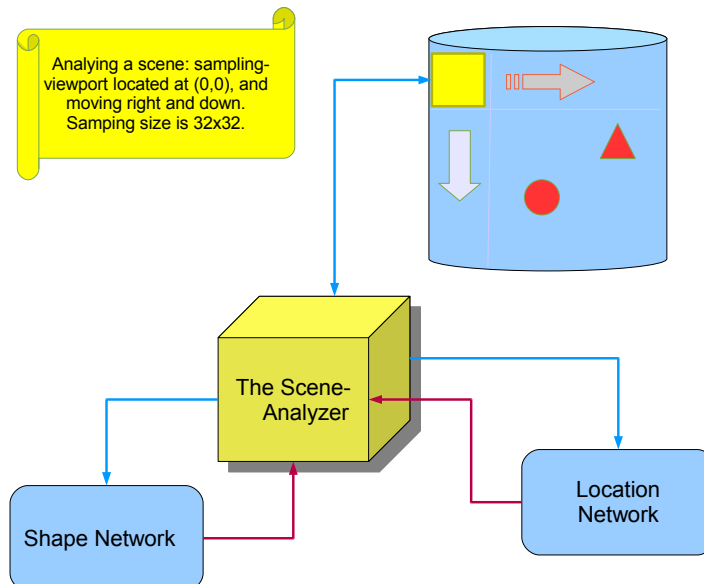 Analying a scene: sampling-
viewport located at (0,0), and
moving right and down.
Samping size is 32x32.
The Scene-
Analyzer
Location
Network
Shape Network